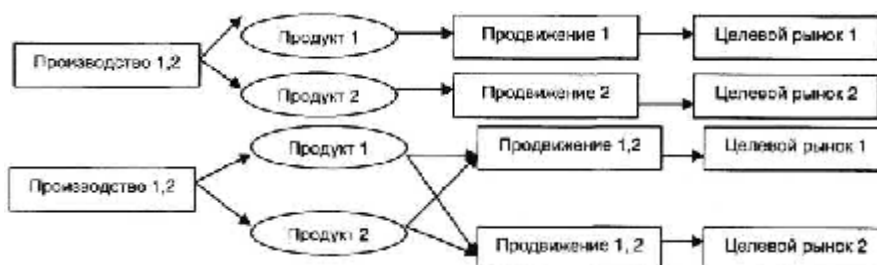 Продукт 1
Продвижение 1
Целевой рынок 1
Производство 1,2
Продукт 2
Продвижение 2
Целевой рынок 2
Продукт 1
Продвижение 1,2
Целевой рынок 1
Производство 1,2
Продукт 2
Продвижение 1,2
Целевой рынок 2